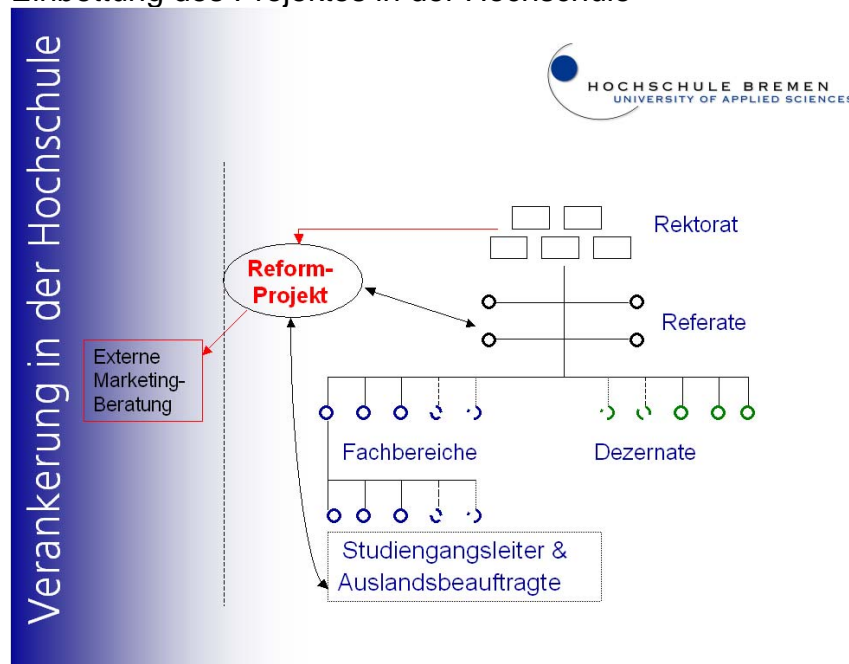 Einbettung des Projektes in der Hochschule
Verankerung in der Hochschule
HOCHSCHULE BREMEN
UNIVERSITY OF APPLIED SCIENCES
Rektorat
Reform-
Projekt
Referate
Externe
Marketing-
Beratung
Fachbereiche
Dezernate
Studiengangsleiter &
Auslandsbeauftragte